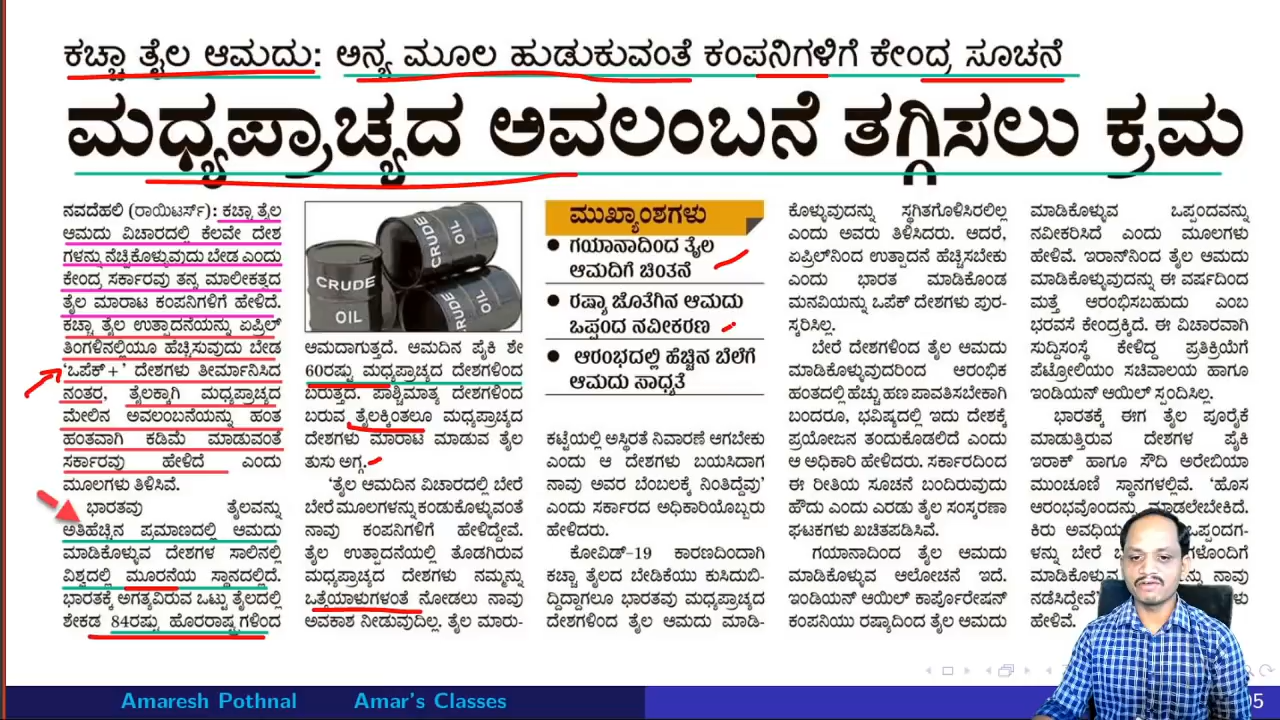 ಕಚ್ಚಾ ತೈಲ ಆಮದು: ಅನ್ಯ ಮೂಲ ಹುಡುಕುವಂತೆ ಕಂಪನಿಗಳಿಗೆ ಕೇಂದ್ರ ಸೂಚನೆ
ಮಧ್ಯಪ್ರಾಚ್ಯದ ಅವಲಂಬನೆ ತಗ್ಗಿಸಲು ಕ್ರಮ
ನವದೆಹಲಿ (ರಾಯಿಟರ್ಸ್): ಕಚ್ಚಾ ತೈಲ
ಆಮದು ವಿಚಾರದಲ್ಲಿ ಕೆಲವೇ ದೇಶ
ಗಳನ್ನು ನೆಚ್ಚಿಕೊಳ್ಳುವುದು ಬೇಡ ಎಂದು
ಕೇಂದ್ರ ಸರ್ಕಾರವು ತನ್ನ ಮಾಲೀಕತ್ವದ
ತೈಲ ಮಾರಾಟ ಕಂಪನಿಗಳಿಗೆ ಹೇಳಿದೆ.
ಕಚ್ಚಾ ತೈಲ ಉತ್ಪಾದನೆಯನ್ನು ಏಪ್ರಿಲ್
ತಿಂಗಳಿನಲ್ಲಿಯೂ ಹೆಚ್ಚಿಸುವುದು ಬೇಡ
‘ಒಪೆಕ್+’ ದೇಶಗಳು ತೀರ್ಮಾನಿಸಿದ
ನಂತರ, ತೈಲಕ್ಕಾಗಿ ಮಧ್ಯಪ್ರಾಚ್ಯದ
ಮೇಲಿನ ಅವಲಂಬನೆಯನ್ನು ಹಂತ
ಹಂತವಾಗಿ ಕಡಿಮೆ ಮಾಡುವಂತೆ
ಸರ್ಕಾರವು ಹೇಳಿದೆ ಎಂದು
ಮೂಲಗಳು ತಿಳಿಸಿವೆ.
ಭಾರತವು ತೈಲವನ್ನು
ಅತಿಹೆಚ್ಚಿನ ಪ್ರಮಾಣದಲ್ಲಿ ಆಮದು
ಮಾಡಿಕೊಳ್ಳುವ ದೇಶಗಳ ಸಾಲಿನಲ್ಲಿ
ವಿಶ್ವದಲ್ಲಿ ಮೂರನೆಯ ಸ್ಥಾನದಲ್ಲಿದೆ.
ಭಾರತಕ್ಕೆ ಅಗತ್ಯವಿರುವ ಒಟ್ಟು ತೈಲದಲ್ಲಿ
ಶೇಕಡ 84ರಷ್ಟು ಹೊರರಾಷ್ಟ್ರಗಳಿಂದ
CRUDE
OIL
CRUDE
OIL
CRUDE
OIL
ಆಮದಾಗುತ್ತದೆ. ಆಮದಿನ ಪೈಕಿ ಶೇ
60ರಷ್ಟು ಮಧ್ಯಪ್ರಾಚ್ಯದ ದೇಶಗಳಿಂದ
ಬರುತ್ತದೆ. ಪಾಶ್ಚಿಮಾತ್ಯ ದೇಶಗಳಿಂದ
ಬರುವ ತೈಲಕ್ಕಿಂತಲೂ ಮಧ್ಯಪ್ರಾಚ್ಯದ
ದೇಶಗಳು ಮಾರಾಟ ಮಾಡುವ ತೈಲ
ತುಸು ಅಗ್ಗ.
‘ತೈಲ ಆಮದಿನ ವಿಚಾರದಲ್ಲಿ ಬೇರೆ
ಬೇರೆ ಮೂಲಗಳನ್ನು ಕಂಡುಕೊಳ್ಳುವಂತೆ
ನಾವು ಕಂಪನಿಗಳಿಗೆ ಹೇಳಿದ್ದೇವೆ.
ತೈಲ ಉತ್ಪಾದನೆಯಲ್ಲಿ ತೊಡಗಿರುವ
ಮಧ್ಯಪ್ರಾಚ್ಯದ ದೇಶಗಳು ನಮ್ಮನ್ನು
ಒತ್ತೆಯಾಳುಗಳಂತೆ ನೋಡಲು ನಾವು
ಅವಕಾಶ ನೀಡುವುದಿಲ್ಲ. ತೈಲ ಮಾರು-
ಮುಖ್ಯಾಂಶಗಳು
● ಗಯಾನಾದಿಂದ ತೈಲ
ಆಮದಿಗೆ ಚಿಂತನೆ
● ರಷ್ಯಾ ಜೊತೆಗಿನ ಆಮದು
ಒಪ್ಪಂದ ನವೀಕರಣ
● ಆರಂಭದಲ್ಲಿ ಹೆಚ್ಚಿನ ಬೆಲೆಗೆ
ಆಮದು ಸಾಧ್ಯತೆ
ಕಟ್ಟೆಯಲ್ಲಿ ಅಸ್ಥಿರತೆ ನಿವಾರಣೆ ಆಗಬೇಕು
ಎಂದು ಆ ದೇಶಗಳು ಬಯಸಿದಾಗ
ನಾವು ಅವರ ಬೆಂಬಲಕ್ಕೆ ನಿಂತಿದ್ದೆವು’
ಎಂದು ಸರ್ಕಾರದ ಅಧಿಕಾರಿಯೊಬ್ಬರು
ಹೇಳಿದರು.
ಕೋವಿಡ್–19 ಕಾರಣದಿಂದಾಗಿ
ಕಚ್ಚಾ ತೈಲದ ಬೇಡಿಕೆಯು ಕುಸಿದುಬಿ-
ದ್ದಿದ್ದಾಗಲೂ ಭಾರತವು ಮಧ್ಯಪ್ರಾಚ್ಯದ
ದೇಶಗಳಿಂದ ತೈಲ ಆಮದು ಮಾಡಿ-
ಕೊಳ್ಳುವುದನ್ನು ಸ್ಥಗಿತಗೊಳಿಸಿರಲಿಲ್ಲ
ಎಂದು ಅವರು ತಿಳಿಸಿದರು. ಆದರೆ,
ಏಪ್ರಿಲ್‌ನಿಂದ ಉತ್ಪಾದನೆ ಹೆಚ್ಚಿಸಬೇಕು
ಎಂದು ಭಾರತ ಮಾಡಿಕೊಂಡ
ಮನವಿಯನ್ನು ಒಪೆಕ್ ದೇಶಗಳು ಪುರ-
ಸ್ಕರಿಸಿಲ್ಲ.
ಬೇರೆ ದೇಶಗಳಿಂದ ತೈಲ ಆಮದು
ಮಾಡಿಕೊಳ್ಳುವುದರಿಂದ ಆರಂಭಿಕ
ಹಂತದಲ್ಲಿ ಹೆಚ್ಚು ಹಣ ಪಾವತಿಸಬೇಕಾಗಿ
ಬಂದರೂ, ಭವಿಷ್ಯದಲ್ಲಿ ಇದು ದೇಶಕ್ಕೆ
ಪ್ರಯೋಜನ ತಂದುಕೊಡಲಿದೆ ಎಂದು
ಆ ಅಧಿಕಾರಿ ಹೇಳಿದರು. ಸರ್ಕಾರದಿಂದ
ಈ ರೀತಿಯ ಸೂಚನೆ ಬಂದಿರುವುದು
ಹೌದು ಎಂದು ಎರಡು ತೈಲ ಸಂಸ್ಕರಣಾ
ಘಟಕಗಳು ಖಚಿತಪಡಿಸಿವೆ.
ಗಯಾನಾದಿಂದ ತೈಲ ಆಮದು
ಮಾಡಿಕೊಳ್ಳುವ ಆಲೋಚನೆ ಇದೆ.
ಇಂಡಿಯನ್ ಆಯಿಲ್ ಕಾರ್ಪೊರೇಷನ್
ಕಂಪನಿಯು ರಷ್ಯಾದಿಂದ ತೈಲ ಆಮದು
ಮಾಡಿಕೊಳ್ಳುವ ಒಪ್ಪಂದವನ್ನು
ನವೀಕರಿಸಿದೆ ಎಂದು ಮೂಲಗಳು
ಹೇಳಿವೆ. ಇರಾನ್‌ನಿಂದ ತೈಲ ಆಮದು
ಮಾಡಿಕೊಳ್ಳುವುದನ್ನು ಈ ವರ್ಷದಿಂದ
ಮತ್ತೆ ಆರಂಭಿಸಬಹುದು ಎಂಬ
ಭರವಸೆ ಕೇಂದ್ರಕ್ಕಿದೆ. ಈ ವಿಚಾರವಾಗಿ
ಸುದ್ದಿಸಂಸ್ಥೆ ಕೇಳಿದ್ದ ಪ್ರತಿಕ್ರಿಯೆಗೆ
ಪೆಟ್ರೋಲಿಯಂ ಸಚಿವಾಲಯ ಹಾಗೂ
ಇಂಡಿಯನ್ ಆಯಿಲ್ ಸ್ಪಂದಿಸಿಲ್ಲ.
ಭಾರತಕ್ಕೆ ಈಗ ತೈಲ ಪೂರೈಕೆ
ಮಾಡುತ್ತಿರುವ ದೇಶಗಳ ಪೈಕಿ
ಇರಾಕ್ ಹಾಗೂ ಸೌದಿ ಅರೇಬಿಯಾ
ಮುಂಚೂಣಿ ಸ್ಥಾನಗಳಲ್ಲಿವೆ. ‘ಹೊಸ
ಆರಂಭವೊಂದನ್ನು ಮಾಡಲೇಬೇಕಿದೆ.
ಕಿರು ಒಪ್ಪಂದಗ-
ಳನ್ನು ಬೇರೆ
ನಾವು
ನಡೆಸಿದ್ದೇವೆ’
ಹೇಳಿವೆ.
Amaresh Pothnal Amar's Classes
05